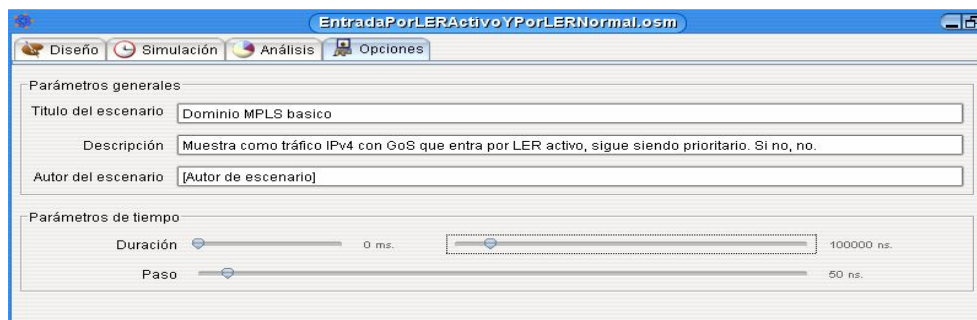 EntradaPorLERActivoYPorLERNormal.osm
Diseño Simulación Análisis Opciones
Parámetros generales
Titulo del escenario Dominio MPLS basico
Descripción Muestra como tráfico IPv4 con GoS que entra por LER activo, sigue siendo prioritario. Si no, no.
Autor del escenario [Autor de escenario]
Parámetros de tiempo
Duración 0 ms. 100000 ns.
Paso 50 ns.